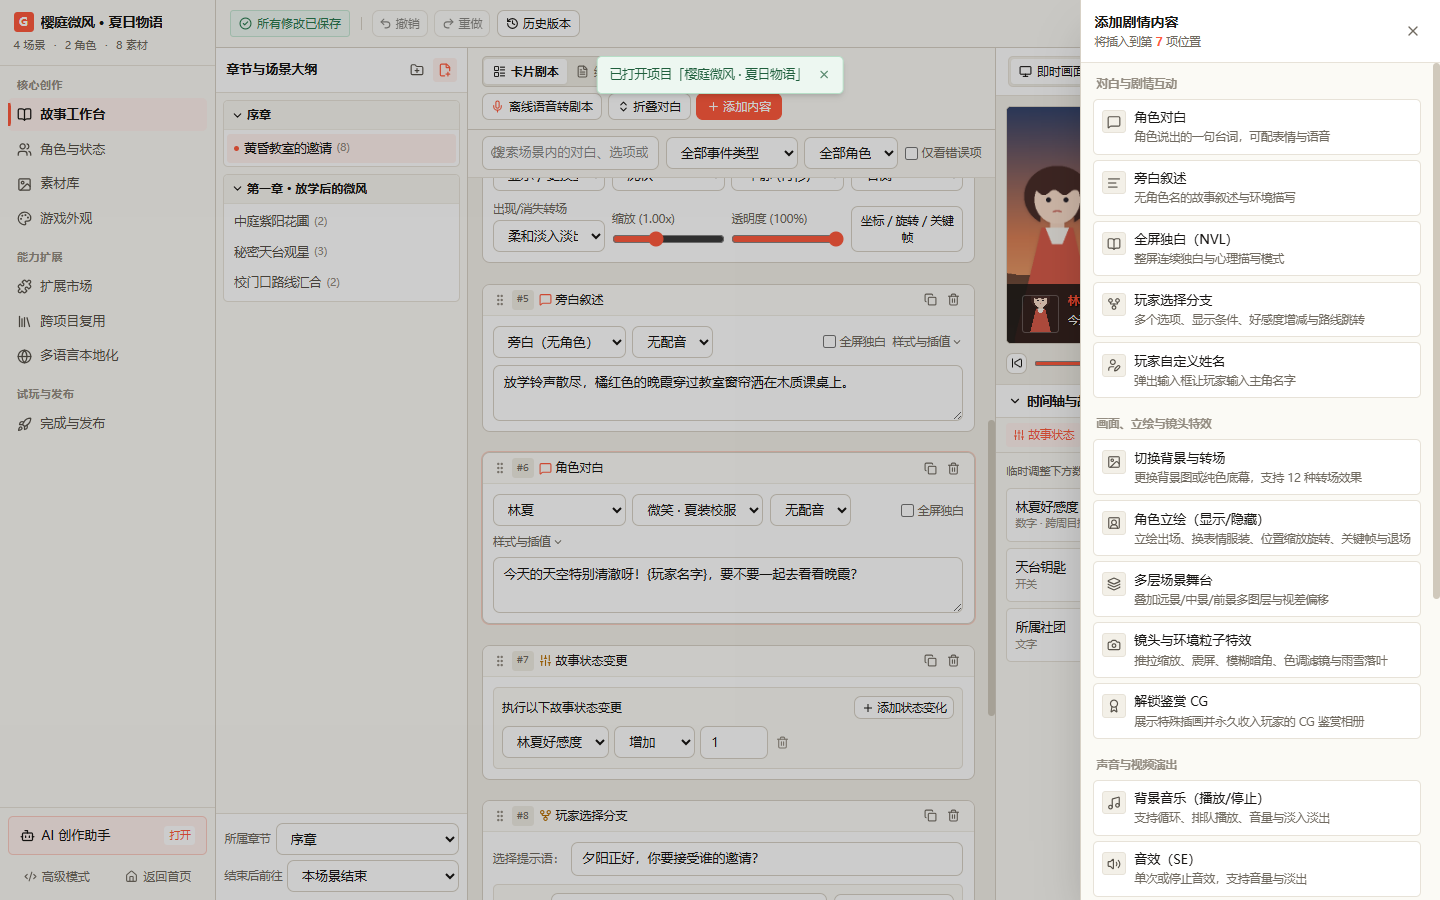 G 樱庭微风 • 夏日物语
4 场景 · 2 角色 · 8 素材
核心创作
故事工作台
角色与状态
素材库
游戏外观
能力扩展
扩展市场
跨项目复用
多语言本地化
试玩与发布
完成与发布
AI 创作助手 打开
高级模式 返回首页
所有修改已保存 撤销 重做 历史版本
章节与场景大纲
序章
黄昏教室的邀请 (8)
第一章 • 放学后的微风
中庭紫阳花圃 (2)
秘密天台观星 (3)
校门口路线汇合 (2)
所属章节 序章
结束后前往 本场景结束
卡片剧本
已打开项目「樱庭微风 · 夏日物语」
离线语音转剧本 折叠对白 添加内容
搜索场景内的对白、选项或 全部事件类型 全部角色 仅看错误项
出现/消失转场 缩放 (1.00x) 透明度 (100%)
柔和淡入淡出 坐标 / 旋转 / 关键帧
#5 旁白叙述
旁白（无角色） 无配音 全屏独白 样式与插值
放学铃声散尽，橘红色的晚霞穿过教室窗帘洒在木质课桌上。
#6 角色对白
林夏 微笑 · 夏装校服 无配音 全屏独白
样式与插值
今天的天空特别清澈呀！{玩家名字}，要不要一起去看看晚霞？
#7 故事状态变更
执行以下故事状态变更 添加状态变化
林夏好感度 增加 1
#8 玩家选择分支
选择提示语： 夕阳正好，你要接受谁的邀请？
即时画面
林
今
时间轴与故
故事状态
临时调整下方数
林夏好感度
数字 · 跨周目
天台钥匙
开关
所属社团
文字
添加剧情内容
将插入到第 7 项位置
对白与剧情互动
角色对白
角色说出的一句台词，可配表情与语音
旁白叙述
无角色名的故事叙述与环境描写
全屏独白（NVL）
整屏连续独白与心理描写模式
玩家选择分支
多个选项、显示条件、好感度增减与路线跳转
玩家自定义姓名
弹出输入框让玩家输入主角名字
画面、立绘与镜头特效
切换背景与转场
更换背景图或纯色底幕，支持 12 种转场效果
角色立绘（显示/隐藏）
立绘出场、换表情服装、位置缩放旋转、关键帧与退场
多层场景舞台
叠加远景/中景/前景多图层与视差偏移
镜头与环境粒子特效
推拉缩放、震屏、模糊暗角、色调滤镜与雨雪落叶
解锁鉴赏 CG
展示特殊插画并永久收入玩家的 CG 鉴赏相册
声音与视频演出
背景音乐（播放/停止）
支持循环、排队播放、音量与淡入淡出
音效（SE）
单次或停止音效，支持音量与淡出